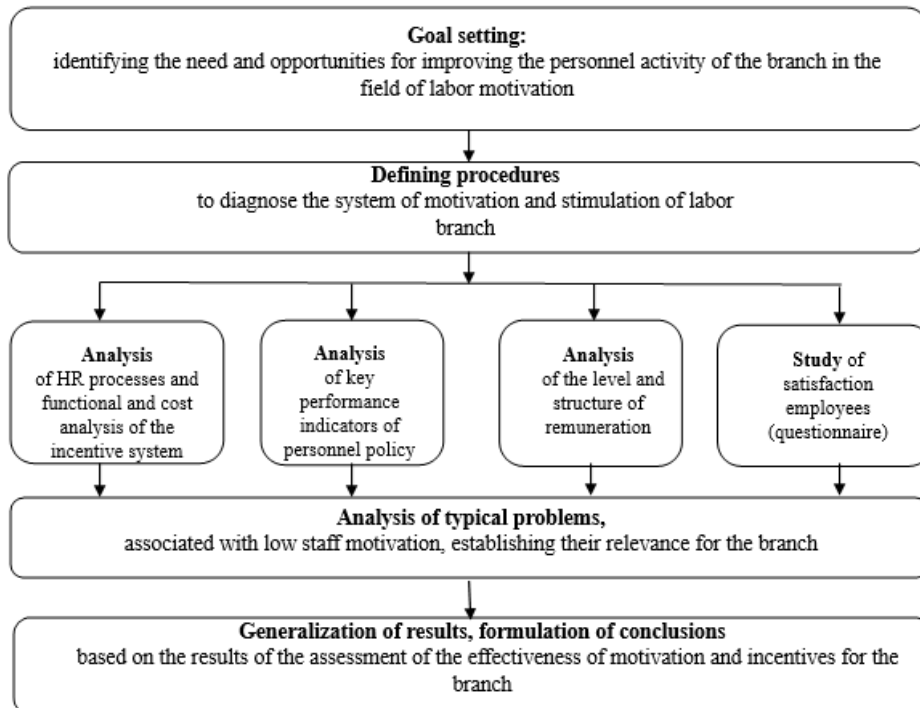 Goal setting:
identifying the need and opportunities for improving the personnel activity of the branch in the
field of labor motivation
Defining procedures
to diagnose the system of motivation and stimulation of labor
branch
Analysis
of HR processes and
functional and cost
analysis of the
incentive system
Analysis
of key
performance
indicators of
personnel policy
Analysis
of the level and
structure of
remuneration
Study of
satisfaction
employees
(questionnaire)
Analysis of typical problems,
associated with low staff motivation, establishing their relevance for the branch
Generalization of results, formulation of conclusions
based on the results of the assessment of the effectiveness of motivation and incentives for the
branch